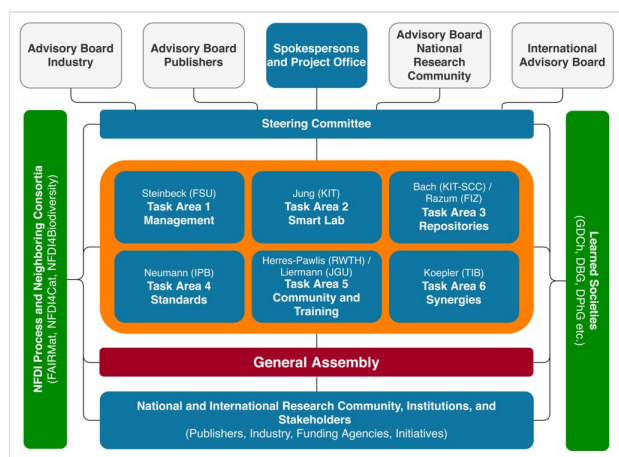 Advisory Board
Industry
Advisory Board
Publishers
Spokespersons
and Project Office
Advisory Board
National
Research
Community
International
Advisory Board
Steering Committee
NFDI Process and Neighboring Consortia
(FAIRMat, NFDI4Cat, NFDI4Biodiversity)
Steinbeck (FSU)
Task Area 1
Management
Jung (KIT)
Task Area 2
Smart Lab
Bach (KIT-SCC) /
Razum (FIZ)
Task Area 3
Repositories
Neumann (IPB)
Task Area 4
Standards
Herres-Pawlis (RWTH) /
Liermann (JGU)
Task Area 5
Community and
Training
Koepler (TIB)
Task Area 6
Synergies
Learned Societies
(GDCh, DBG, DPhG etc.)
General Assembly
National and International Research Community, Institutions, and
Stakeholders
(Publishers, Industry, Funding Agencies, Initiatives)